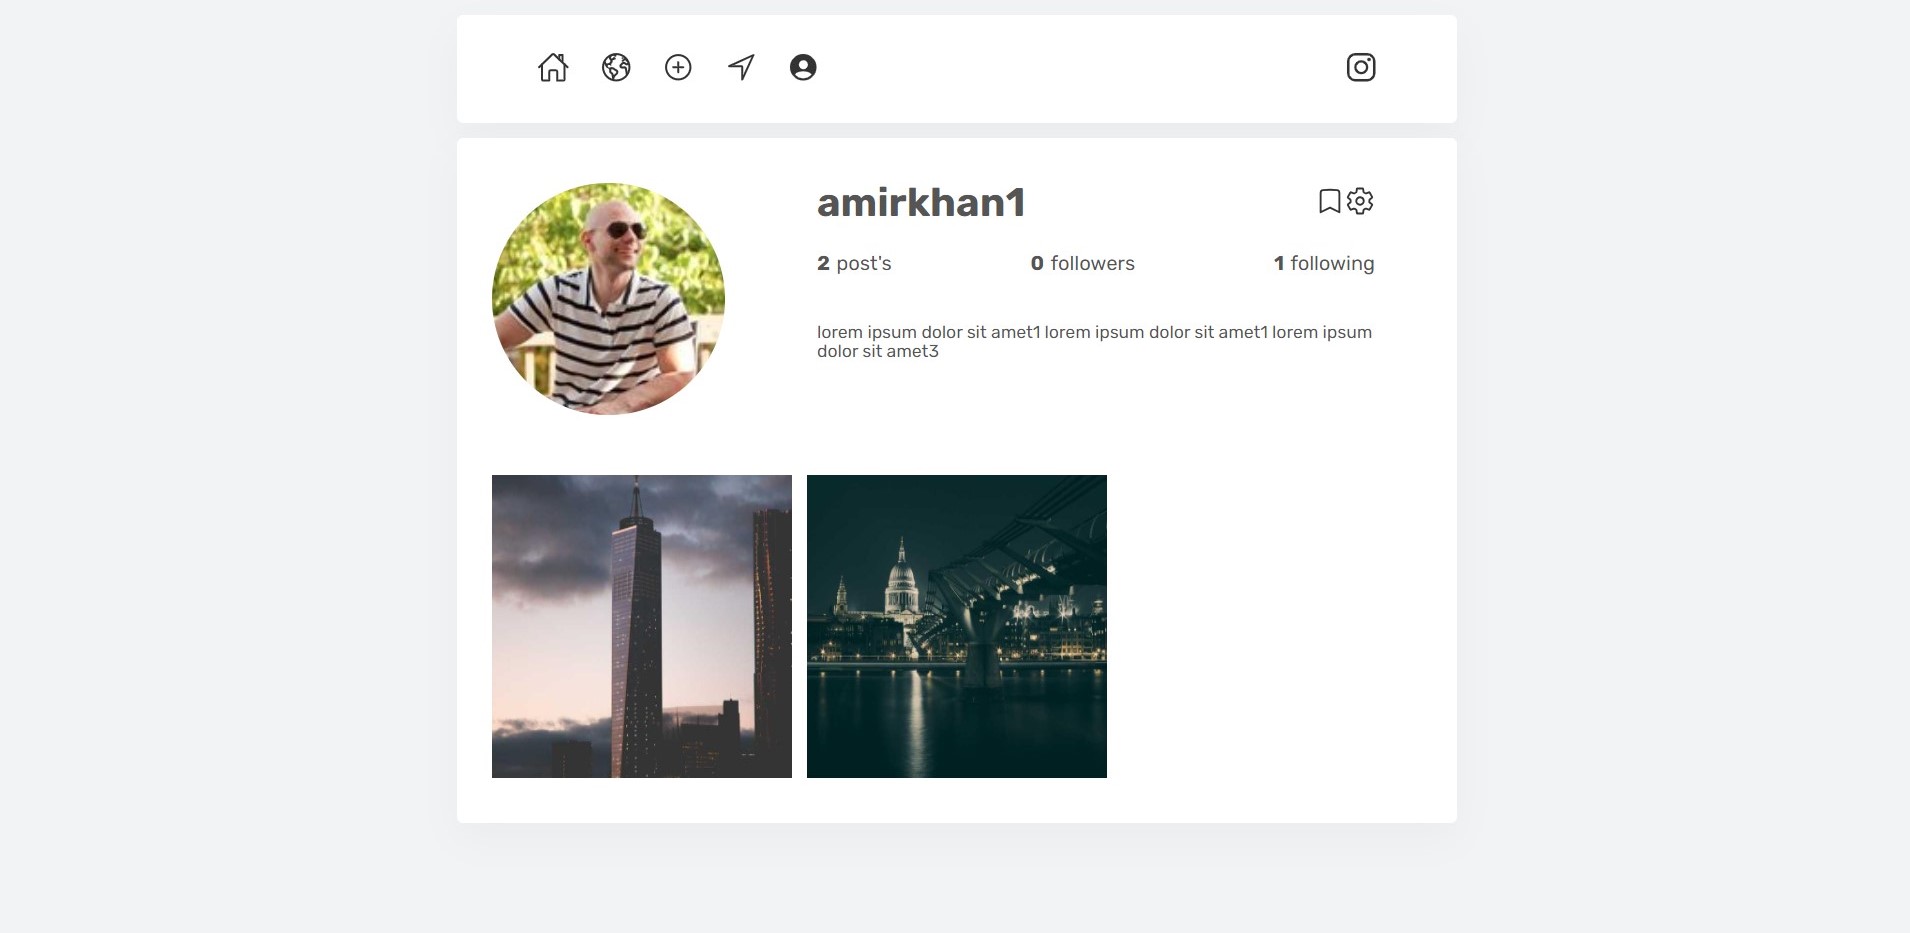 amirkhan1
2 post's 0 followers 1 following
lorem ipsum dolor sit amet1 lorem ipsum dolor sit amet1 lorem ipsum
dolor sit amet3